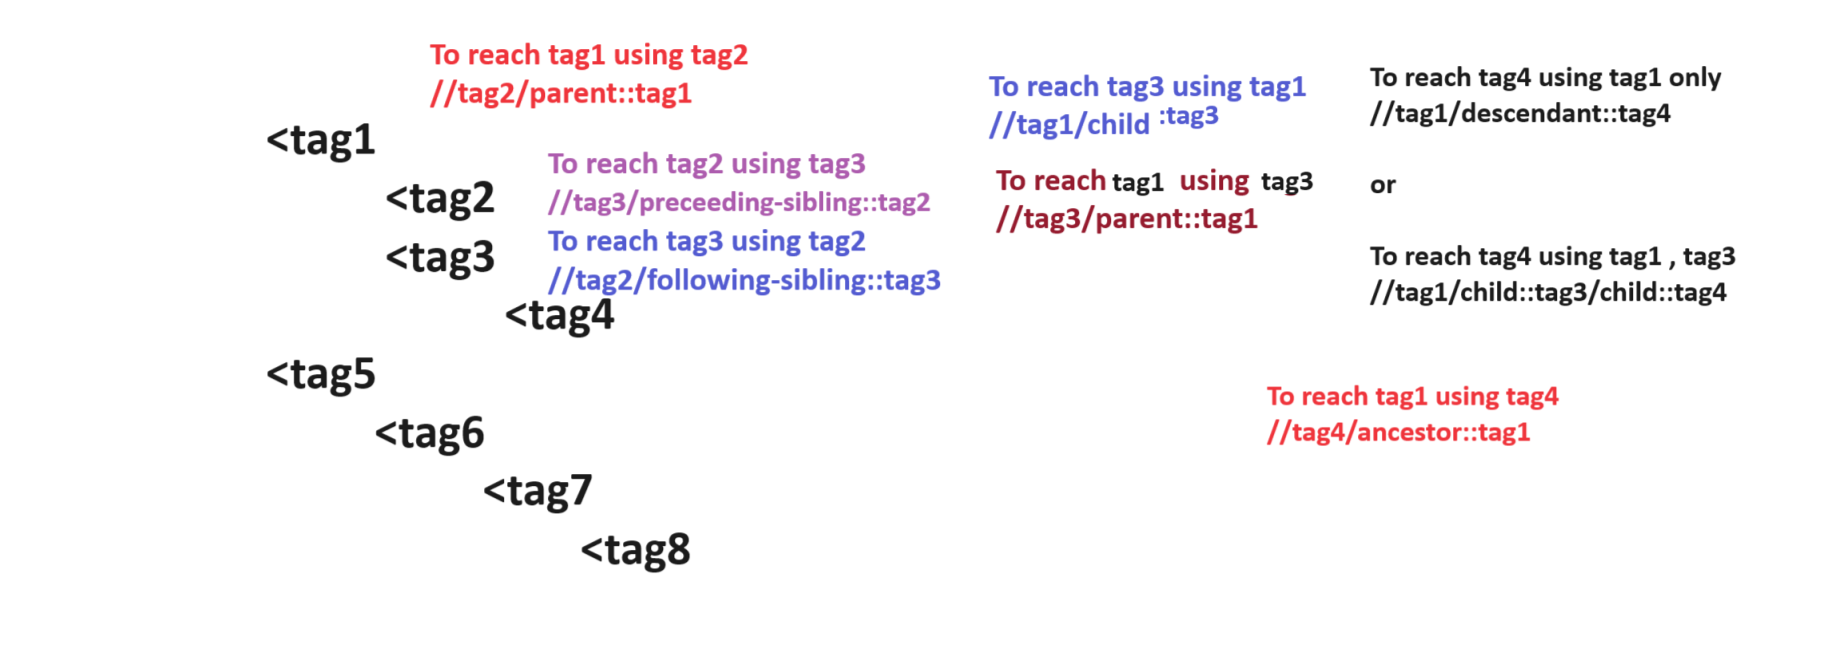 To reach tag1 using tag2
//tag2/parent::tag1
<tag1
<tag2
<tag3
<tag4
<tag5
<tag6
<tag7
<tag8
To reach tag2 using tag3
//tag3/preceeding-sibling::tag2
To reach tag3 using tag2
//tag2/following-sibling::tag3
To reach tag3 using tag1
//tag1/child :tag3
To reach tag1 using tag3
//tag3/parent::tag1
To reach tag4 using tag1 only
//tag1/descendant::tag4
or
To reach tag4 using tag1 , tag3
//tag1/child::tag3/child::tag4
To reach tag1 using tag4
//tag4/ancestor::tag1